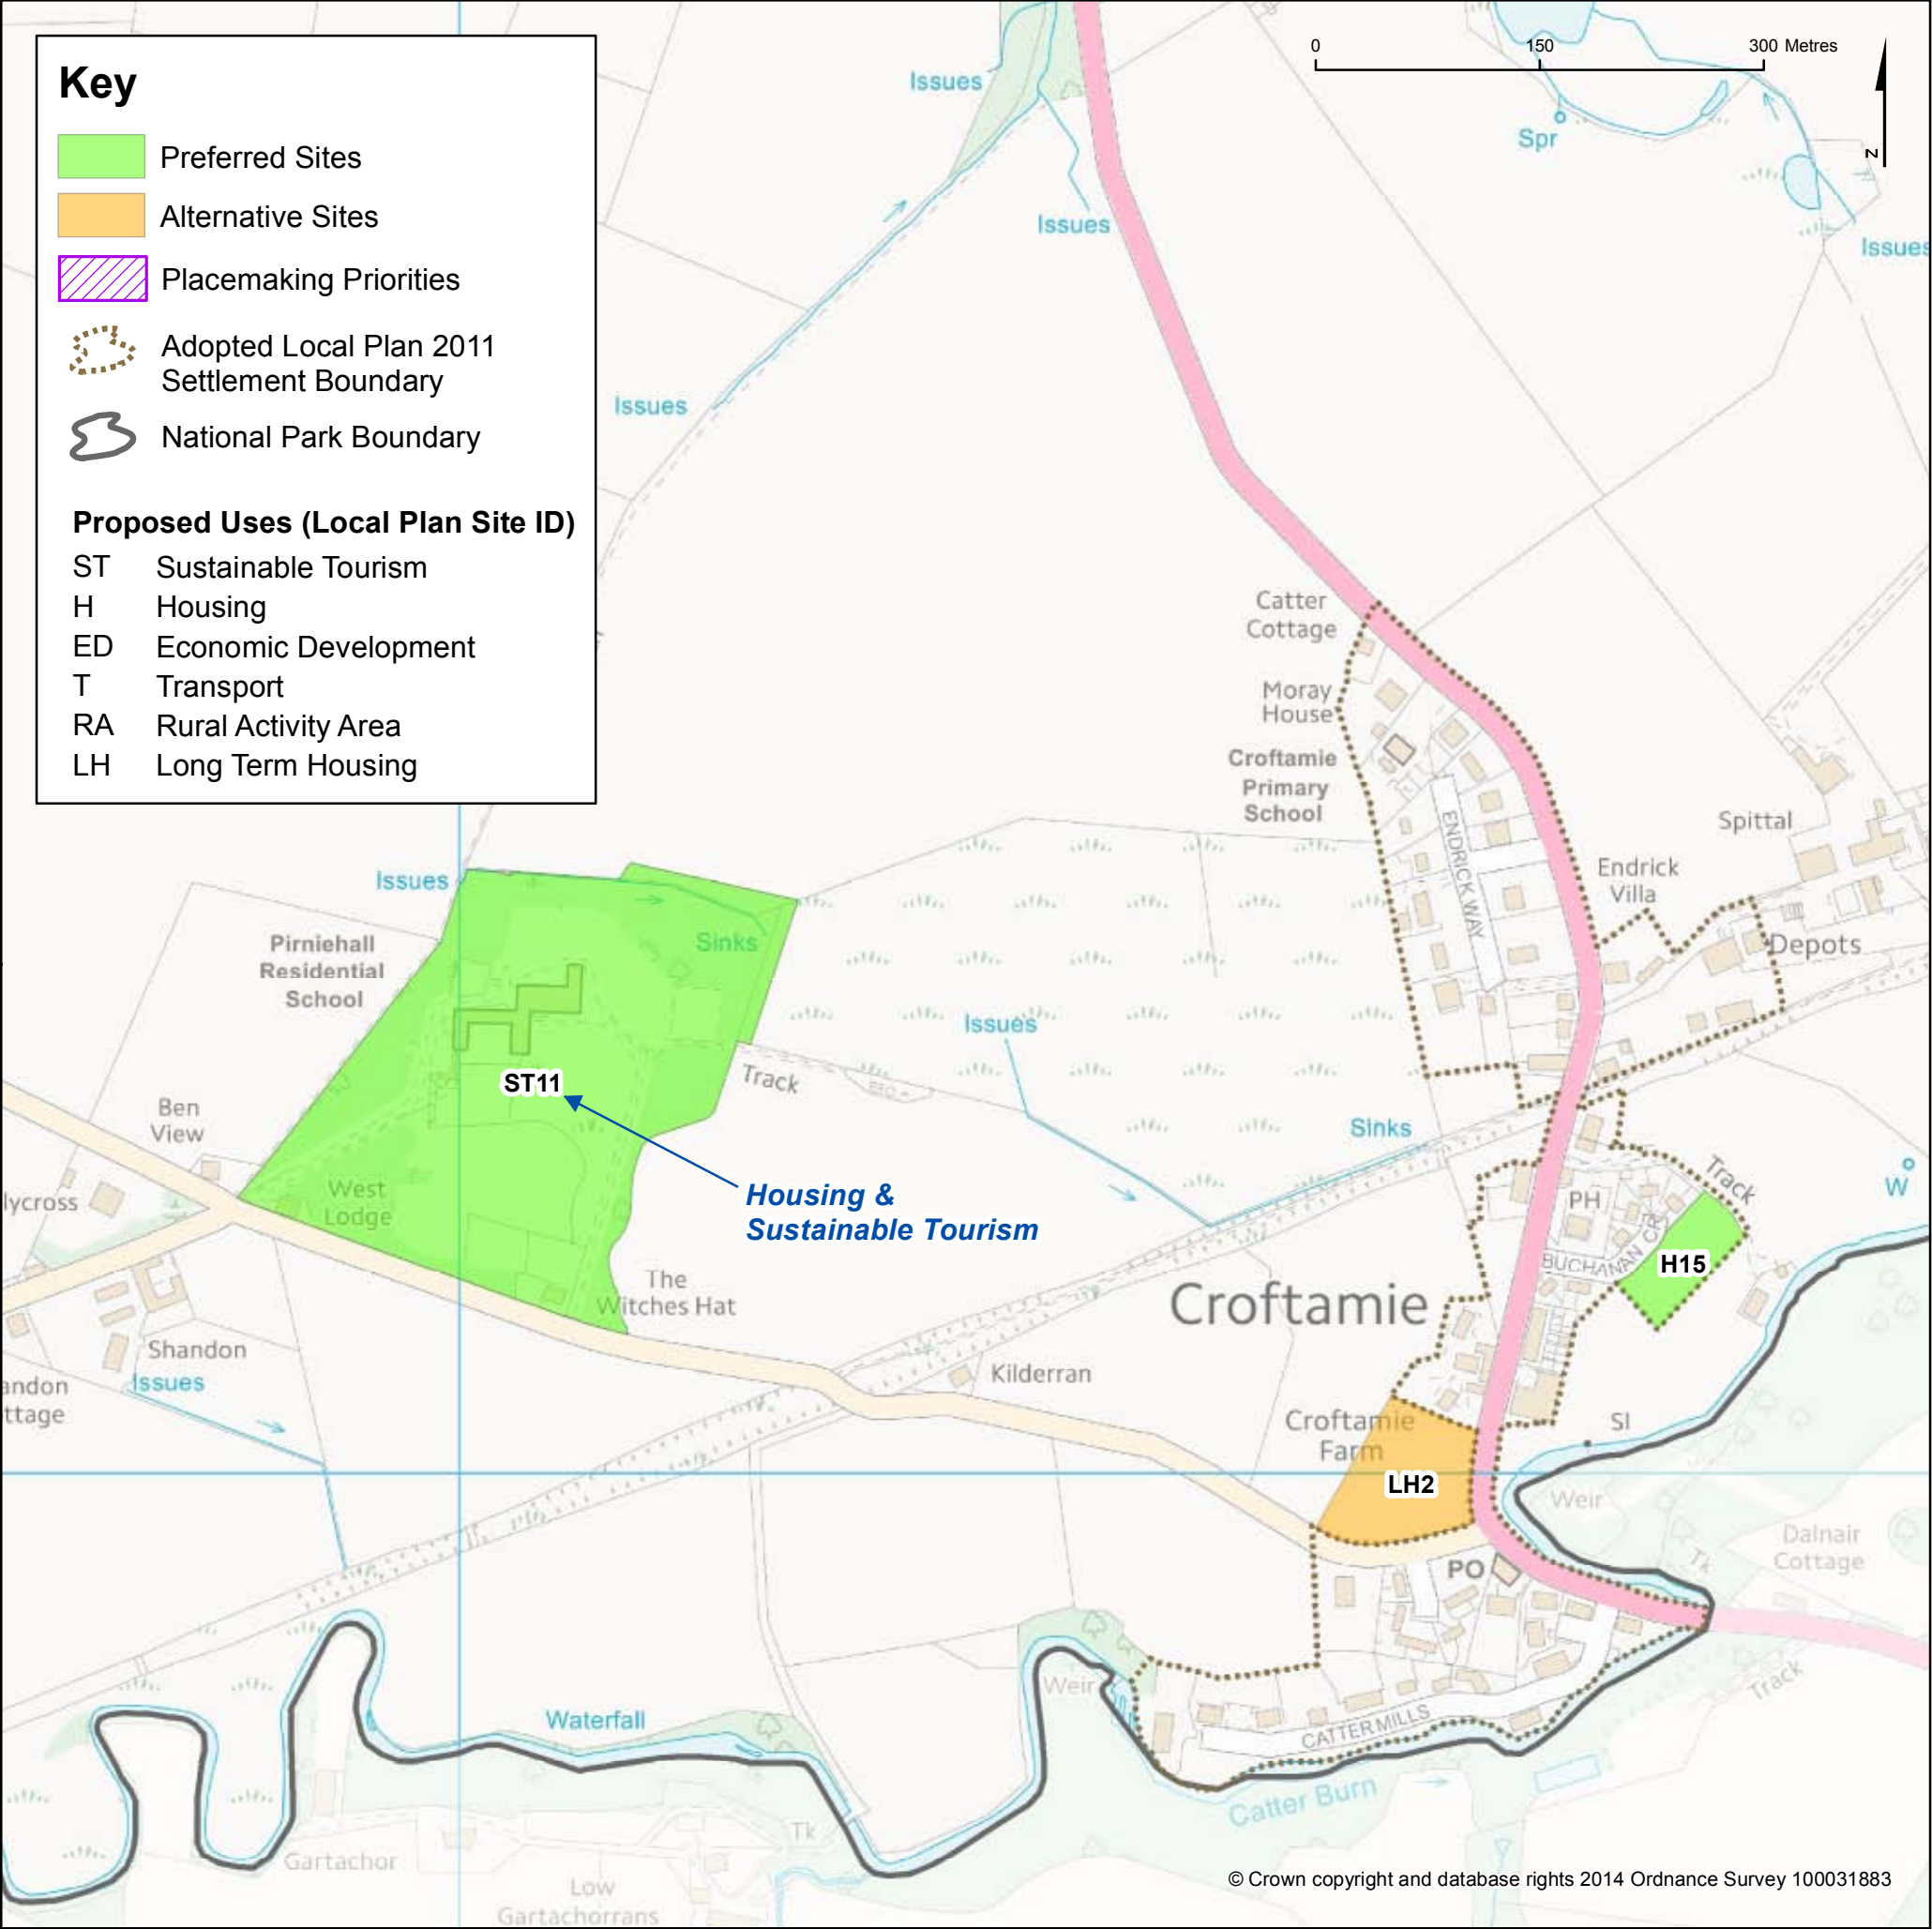 Key
Preferred Sites
Alternative Sites
Placemaking Priorities
Adopted Local Plan 2011
Settlement Boundary
National Park Boundary
Proposed Uses (Local Plan Site ID)
ST Sustainable Tourism
H Housing
ED Economic Development
T Transport
RA Rural Activity Area
LH Long Term Housing
0 150 300 Metres
N
Issues
Spr
Issues
Issues
Issues
Catter
Cottage
Moray
House
Croftamie
Primary
School
ENDRICK WAY
Spittal
Endrick
Villa
Depots
Issues
Pirniehall
Residential
School
Sinks
Issues
Track
ST11
Ben
View
Sinks
West
Lodge
Housing &
Sustainable Tourism
lycross
PH
Track
W
BUCHANAN CR
H15
The
Witches Hat
Croftamie
Shandon
Issues
andon
ttage
Kilderran
Croftamie
Farm
SI
LH2
Weir
Dalnair
Cottage
Tk
PO
Weir
Track
Waterfall
CATTER MILLS
Catter Burn
Tk
Gartachor
Low
Gartachorrans
© Crown copyright and database rights 2014 Ordnance Survey 100031883